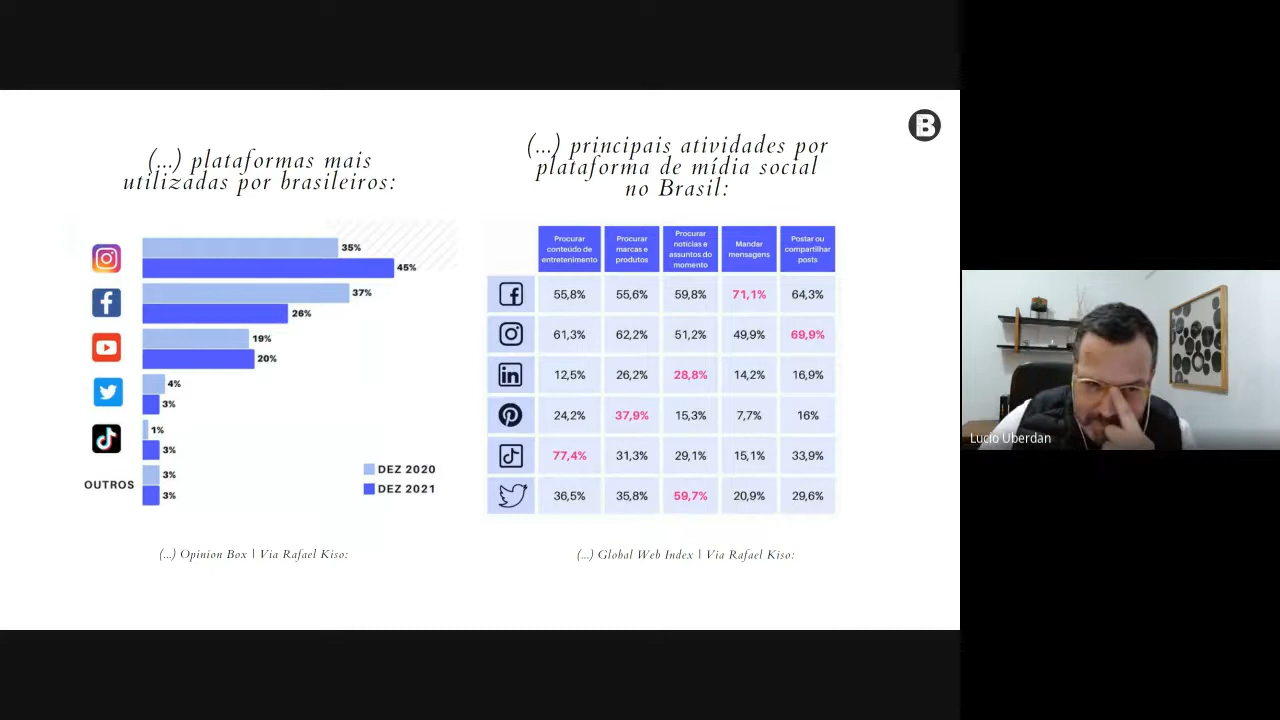 B
(...) plataformas mais
utilizadas por brasileiros:
35%
45%
37%
26%
19%
20%
4%
3%
1%
3%
OUTROS
3%
3%
DEZ 2020
DEZ 2021
(...) Opinion Box | Via Rafael Kiso:
(...) principais atividades por
plataforma de mídia social
no Brasil:
Procurar
conteúdo de
entretenimento
Procurar
marcas e
produtos
Procurar
notícias e
assuntos do
momento
Mandar
mensagens
Postar ou
compartilhar
posts
55,8% 55,6% 59,8% 71,1% 64,3%
61,3% 62,2% 51,2% 49,9% 69,9%
in 12,5% 26,2% 28,8% 14,2% 16,9%
24,2% 37,9% 15,3% 7,7% 16%
77,4% 31,3% 29,1% 15,1% 33,9%
36,5% 35,8% 59,7% 20,9% 29,6%
(...) Global Web Index | Via Rafael Kiso:
Lucio Uberdan